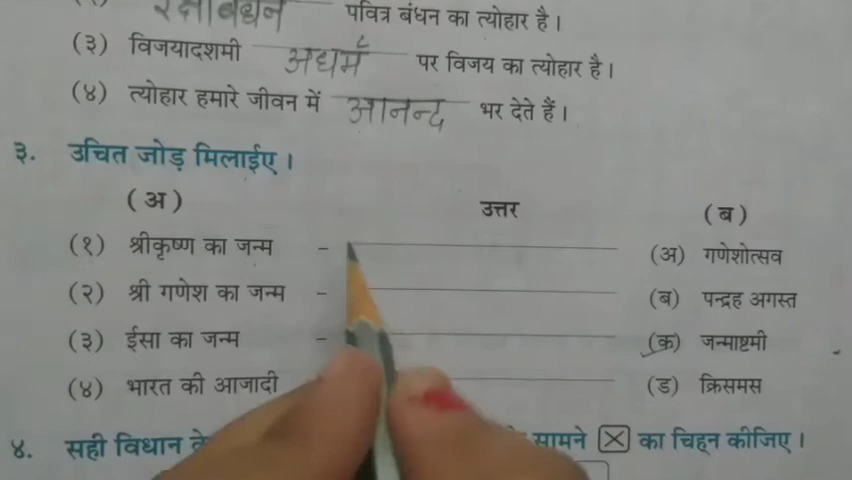 रक्षाबंधन पवित्र बंधन का त्योहार है।
(३) विजयादशमी अधर्म पर विजय का त्योहार है।
(४) त्योहार हमारे जीवन में आनन्द भर देते हैं।
३. उचित जोड़ मिलाईए।
(अ) उत्तर (ब)
(१) श्रीकृष्ण का जन्म - (अ) गणेशोत्सव
(२) श्री गणेश का जन्म - (ब) पन्द्रह अगस्त
(३) ईसा का जन्म - (क) जन्माष्टमी
(४) भारत की आजादी (ड) क्रिसमस
४. सही विधान के सामने [X] का चिह्न कीजिए।